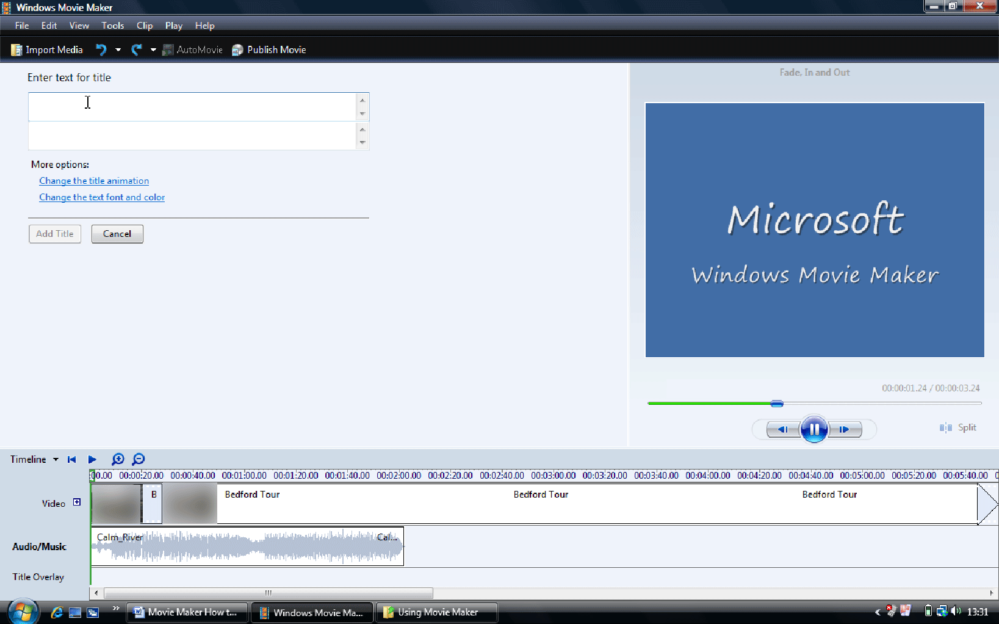 Windows Movie Maker
File Edit View Tools Clip Play Help
Import Media AutoMovie Publish Movie
Enter text for title
More options:
Change the title animation
Change the text font and color
Add Title Cancel
Fade, In and Out
Microsoft
Windows Movie Maker
00:00:01.24 / 00:00:03.24
Split
Timeline
:00.00 00:00:20.00 00:00:40.00 00:01:00.00 00:01:20.00 00:01:40.00 00:02:00.00 00:02:20.00 00:02:40.00 00:03:00.00 00:03:20.00 00:03:40.00 00:04:00.00 00:04:20.00 00:04:40.00 00:05:00.00 00:05:20.00 00:05:40.00
Video B Bedford Tour Bedford Tour Bedford Tour
Audio/Music Calm_River Cal...
Title Overlay
Movie Maker How t... Windows Movie Ma... Using Movie Maker 13:31